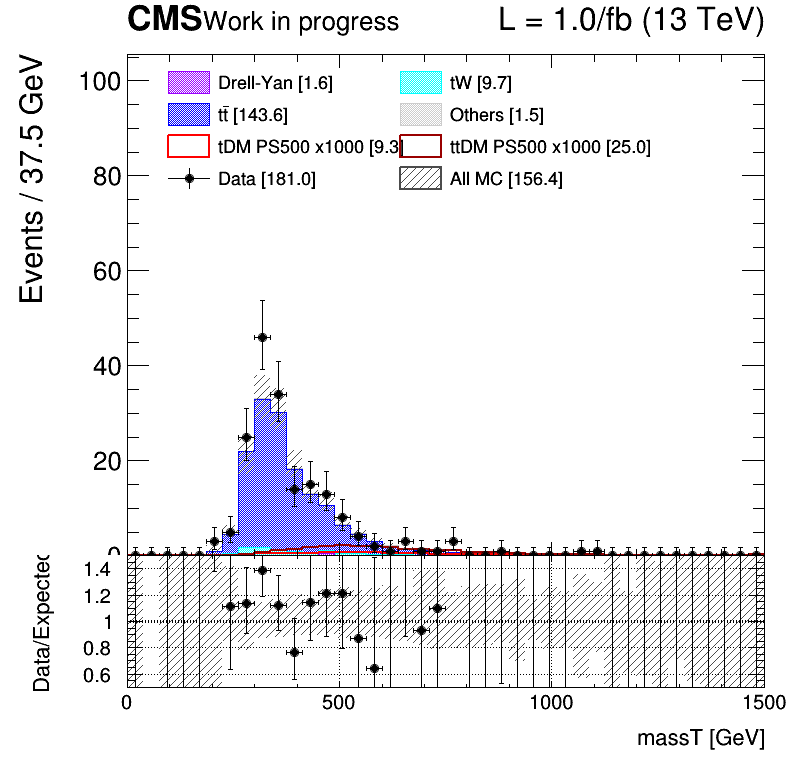 CMS Work in progress L = 1.0/fb (13 TeV)
Events / 37.5 GeV
100
80
60
40
20
0
Drell-Yan [1.6] tW [9.7]
tt̄ [143.6] Others [1.5]
tDM PS500 x1000 [9.3 ttDM PS500 x1000 [25.0]
Data [181.0] All MC [156.4]
Data/Expected
1.4
1.2
1
0.8
0.6
0 500 1000 1500
massT [GeV]